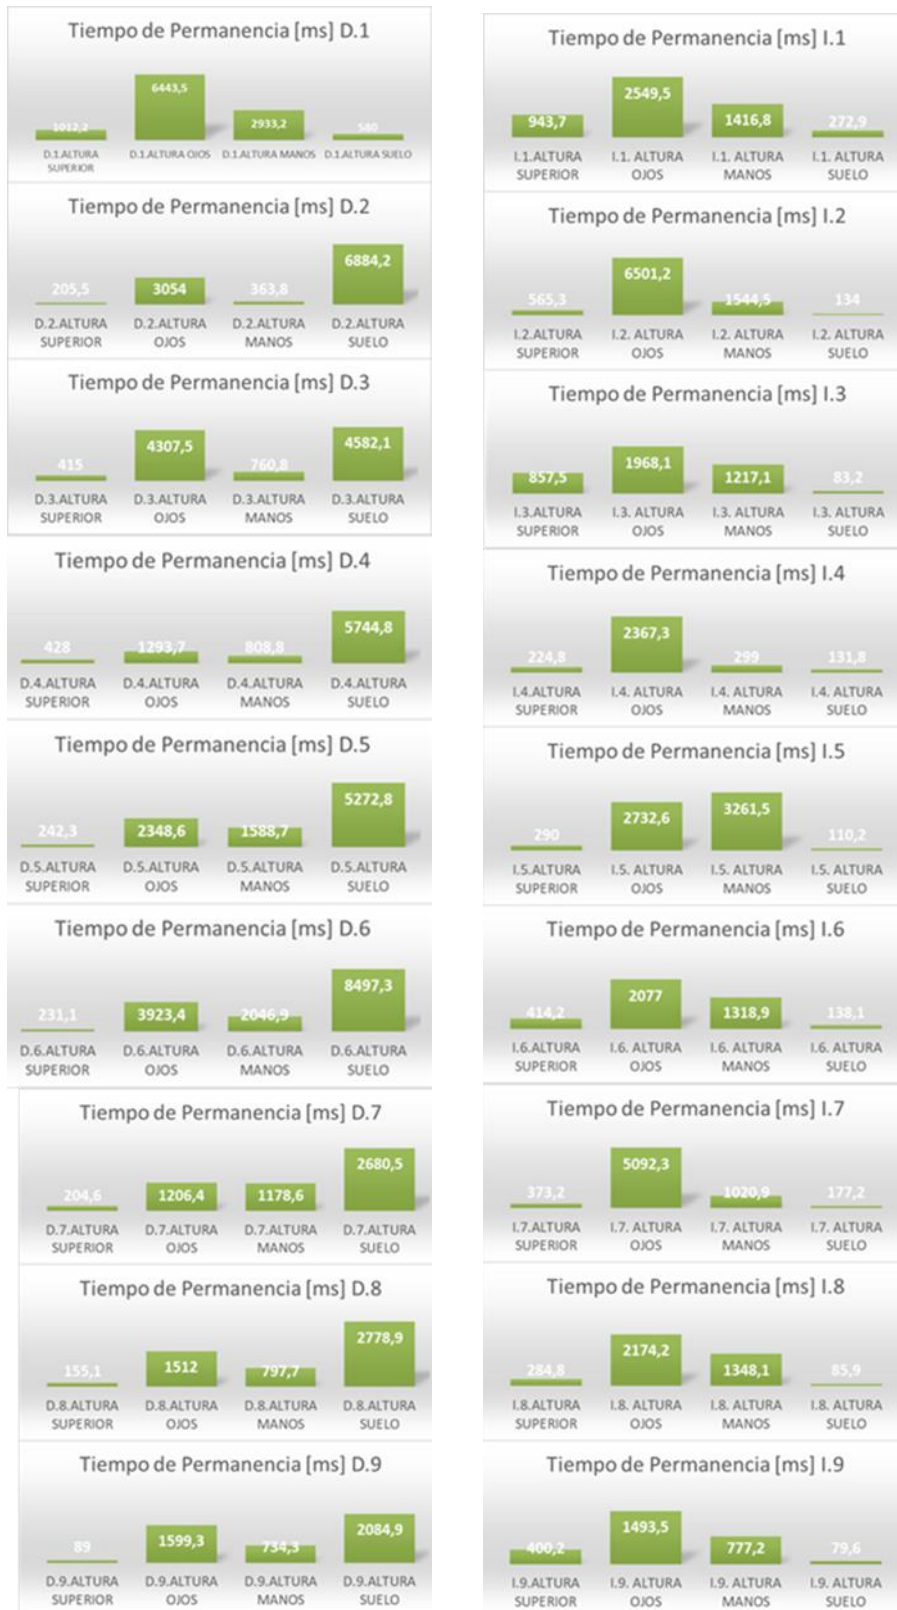 Tiempo de Permanencia [ms] D.1
1012,2
6443,5
2933,2
580
D.1.ALTURA SUPERIOR
D.1.ALTURA OJOS
D.1.ALTURA MANOS
D.1.ALTURA SUELO
Tiempo de Permanencia [ms] D.2
205,5
3054
363,8
6884,2
D.2.ALTURA SUPERIOR
D.2.ALTURA OJOS
D.2.ALTURA MANOS
D.2.ALTURA SUELO
Tiempo de Permanencia [ms] D.3
415
4307,5
760,8
4582,1
D.3.ALTURA SUPERIOR
D.3.ALTURA OJOS
D.3.ALTURA MANOS
D.3.ALTURA SUELO
Tiempo de Permanencia [ms] D.4
428
1293,7
808,8
5744,8
D.4.ALTURA SUPERIOR
D.4.ALTURA OJOS
D.4.ALTURA MANOS
D.4.ALTURA SUELO
Tiempo de Permanencia [ms] D.5
242,3
2348,6
1588,7
5272,8
D.5.ALTURA SUPERIOR
D.5.ALTURA OJOS
D.5.ALTURA MANOS
D.5.ALTURA SUELO
Tiempo de Permanencia [ms] D.6
231,1
3923,4
2046,9
8497,3
D.6.ALTURA SUPERIOR
D.6.ALTURA OJOS
D.6.ALTURA MANOS
D.6.ALTURA SUELO
Tiempo de Permanencia [ms] D.7
204,6
1206,4
1178,6
2680,5
D.7.ALTURA SUPERIOR
D.7.ALTURA OJOS
D.7.ALTURA MANOS
D.7.ALTURA SUELO
Tiempo de Permanencia [ms] D.8
155,1
1512
797,7
2778,9
D.8.ALTURA SUPERIOR
D.8.ALTURA OJOS
D.8.ALTURA MANOS
D.8.ALTURA SUELO
Tiempo de Permanencia [ms] D.9
89
1599,3
734,3
2084,9
D.9.ALTURA SUPERIOR
D.9.ALTURA OJOS
D.9.ALTURA MANOS
D.9.ALTURA SUELO
Tiempo de Permanencia [ms] I.1
943,7
2549,5
1416,8
272,9
I.1.ALTURA SUPERIOR
I.1. ALTURA OJOS
I.1. ALTURA MANOS
I.1. ALTURA SUELO
Tiempo de Permanencia [ms] I.2
565,3
6501,2
1544,5
134
I.2.ALTURA SUPERIOR
I.2. ALTURA OJOS
I.2. ALTURA MANOS
I.2. ALTURA SUELO
Tiempo de Permanencia [ms] I.3
857,5
1968,1
1217,1
83,2
I.3.ALTURA SUPERIOR
I.3. ALTURA OJOS
I.3. ALTURA MANOS
I.3. ALTURA SUELO
Tiempo de Permanencia [ms] I.4
224,8
2367,3
299
131,8
I.4.ALTURA SUPERIOR
I.4. ALTURA OJOS
I.4. ALTURA MANOS
I.4. ALTURA SUELO
Tiempo de Permanencia [ms] I.5
290
2732,6
3261,5
110,2
I.5.ALTURA SUPERIOR
I.5. ALTURA OJOS
I.5. ALTURA MANOS
I.5. ALTURA SUELO
Tiempo de Permanencia [ms] I.6
414,2
2077
1318,9
138,1
I.6.ALTURA SUPERIOR
I.6. ALTURA OJOS
I.6. ALTURA MANOS
I.6. ALTURA SUELO
Tiempo de Permanencia [ms] I.7
373,2
5092,3
1020,9
177,2
I.7.ALTURA SUPERIOR
I.7. ALTURA OJOS
I.7. ALTURA MANOS
I.7. ALTURA SUELO
Tiempo de Permanencia [ms] I.8
284,8
2174,2
1348,1
85,9
I.8.ALTURA SUPERIOR
I.8. ALTURA OJOS
I.8. ALTURA MANOS
I.8. ALTURA SUELO
Tiempo de Permanencia [ms] I.9
400,2
1493,5
777,2
79,6
I.9.ALTURA SUPERIOR
I.9. ALTURA OJOS
I.9. ALTURA MANOS
I.9. ALTURA SUELO